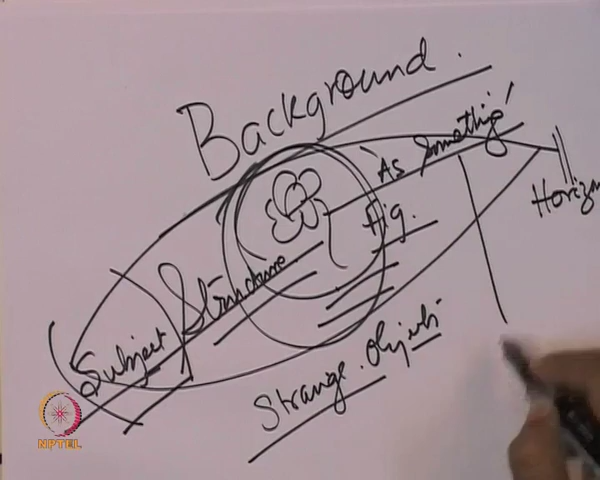 Background.
'As Something'
Horizon
Fig.
Structure
Subject
Strange Objects
NPTEL